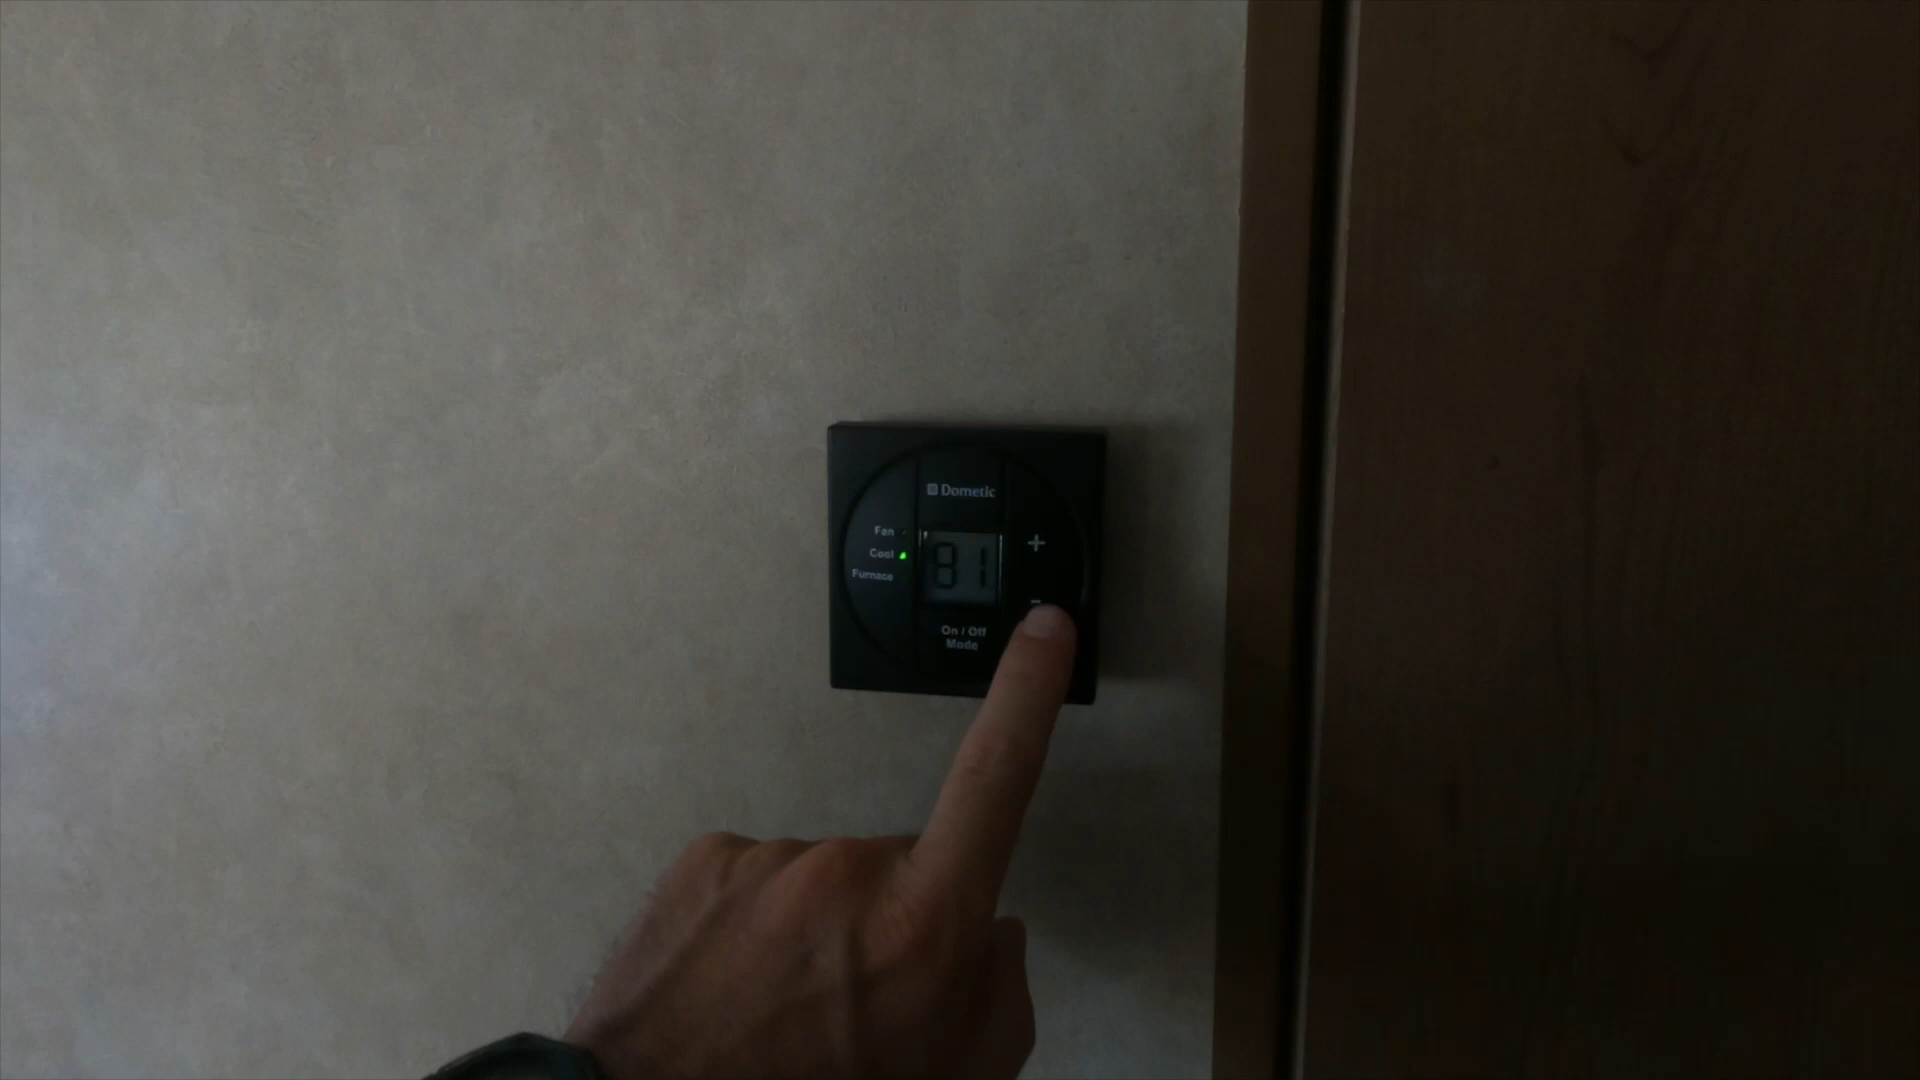 Dometic
Fan
Cool
Furnace
81
+
-
On / Off
Mode